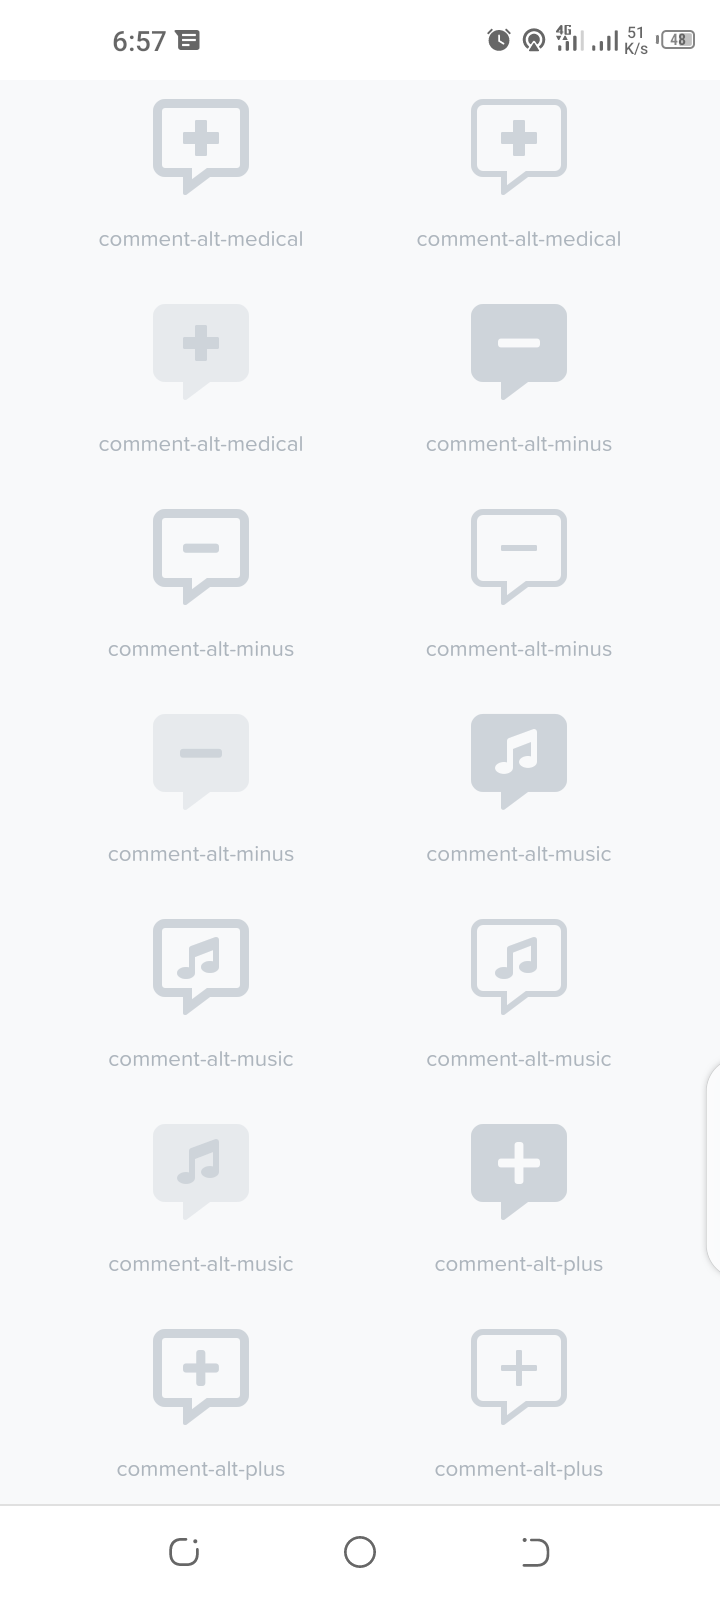 6:57 4G 51 K/s 48
comment-alt-medical comment-alt-medical
comment-alt-medical comment-alt-minus
comment-alt-minus comment-alt-minus
comment-alt-minus comment-alt-music
comment-alt-music comment-alt-music
comment-alt-music comment-alt-plus
comment-alt-plus comment-alt-plus